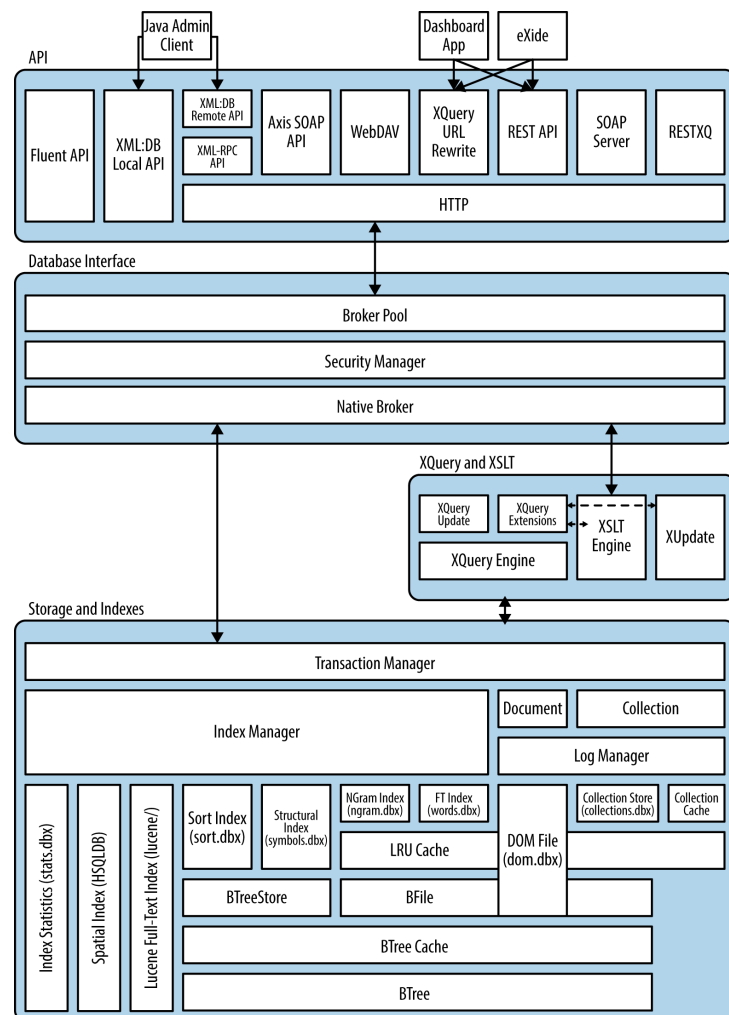 Java Admin
Client
Dashboard
App
eXide
API
Fluent API
XML:DB
Local API
XML:DB
Remote API
XML-RPC
API
Axis SOAP
API
WebDAV
XQuery
URL
Rewrite
REST API
SOAP
Server
RESTXQ
HTTP
Database Interface
Broker Pool
Security Manager
Native Broker
XQuery and XSLT
XQuery
Update
XQuery
Extensions
XSLT
Engine
XUpdate
XQuery Engine
Storage and Indexes
Transaction Manager
Index Manager
Document
Collection
Log Manager
Index Statistics (stats.dbx)
Spatial Index (HSQLDB)
Lucene Full-Text Index (lucene/)
Sort Index
(sort.dbx)
Structural
Index
(symbols.dbx)
NGram Index
(ngram.dbx)
FT Index
(words.dbx)
DOM File
(dom.dbx)
Collection Store
(collections.dbx)
Collection
Cache
LRU Cache
BTreeStore
BFile
BTree Cache
BTree